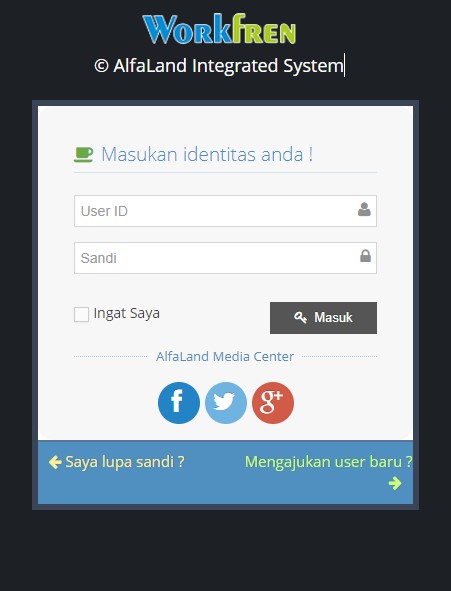 WorkFren
© AlfaLand Integrated System
Masukan identitas anda !
User ID
Sandi
Ingat Saya
Masuk
AlfaLand Media Center
f
g+
Saya lupa sandi ?
Mengajukan user baru ?